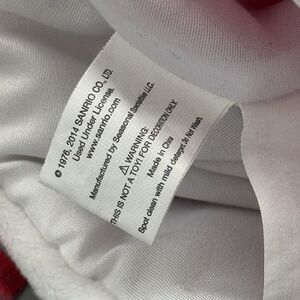 © 1976, 2014 SANRIO CO., LTD.
Used Under License.
www.sanrio.com
Manufactured by Seasonal Specialties LLC.
⚠ WARNING:
THIS IS NOT A TOY! FOR DECORATION ONLY.
Made in China
Spot clean with mild detergent. Do Not Wash.